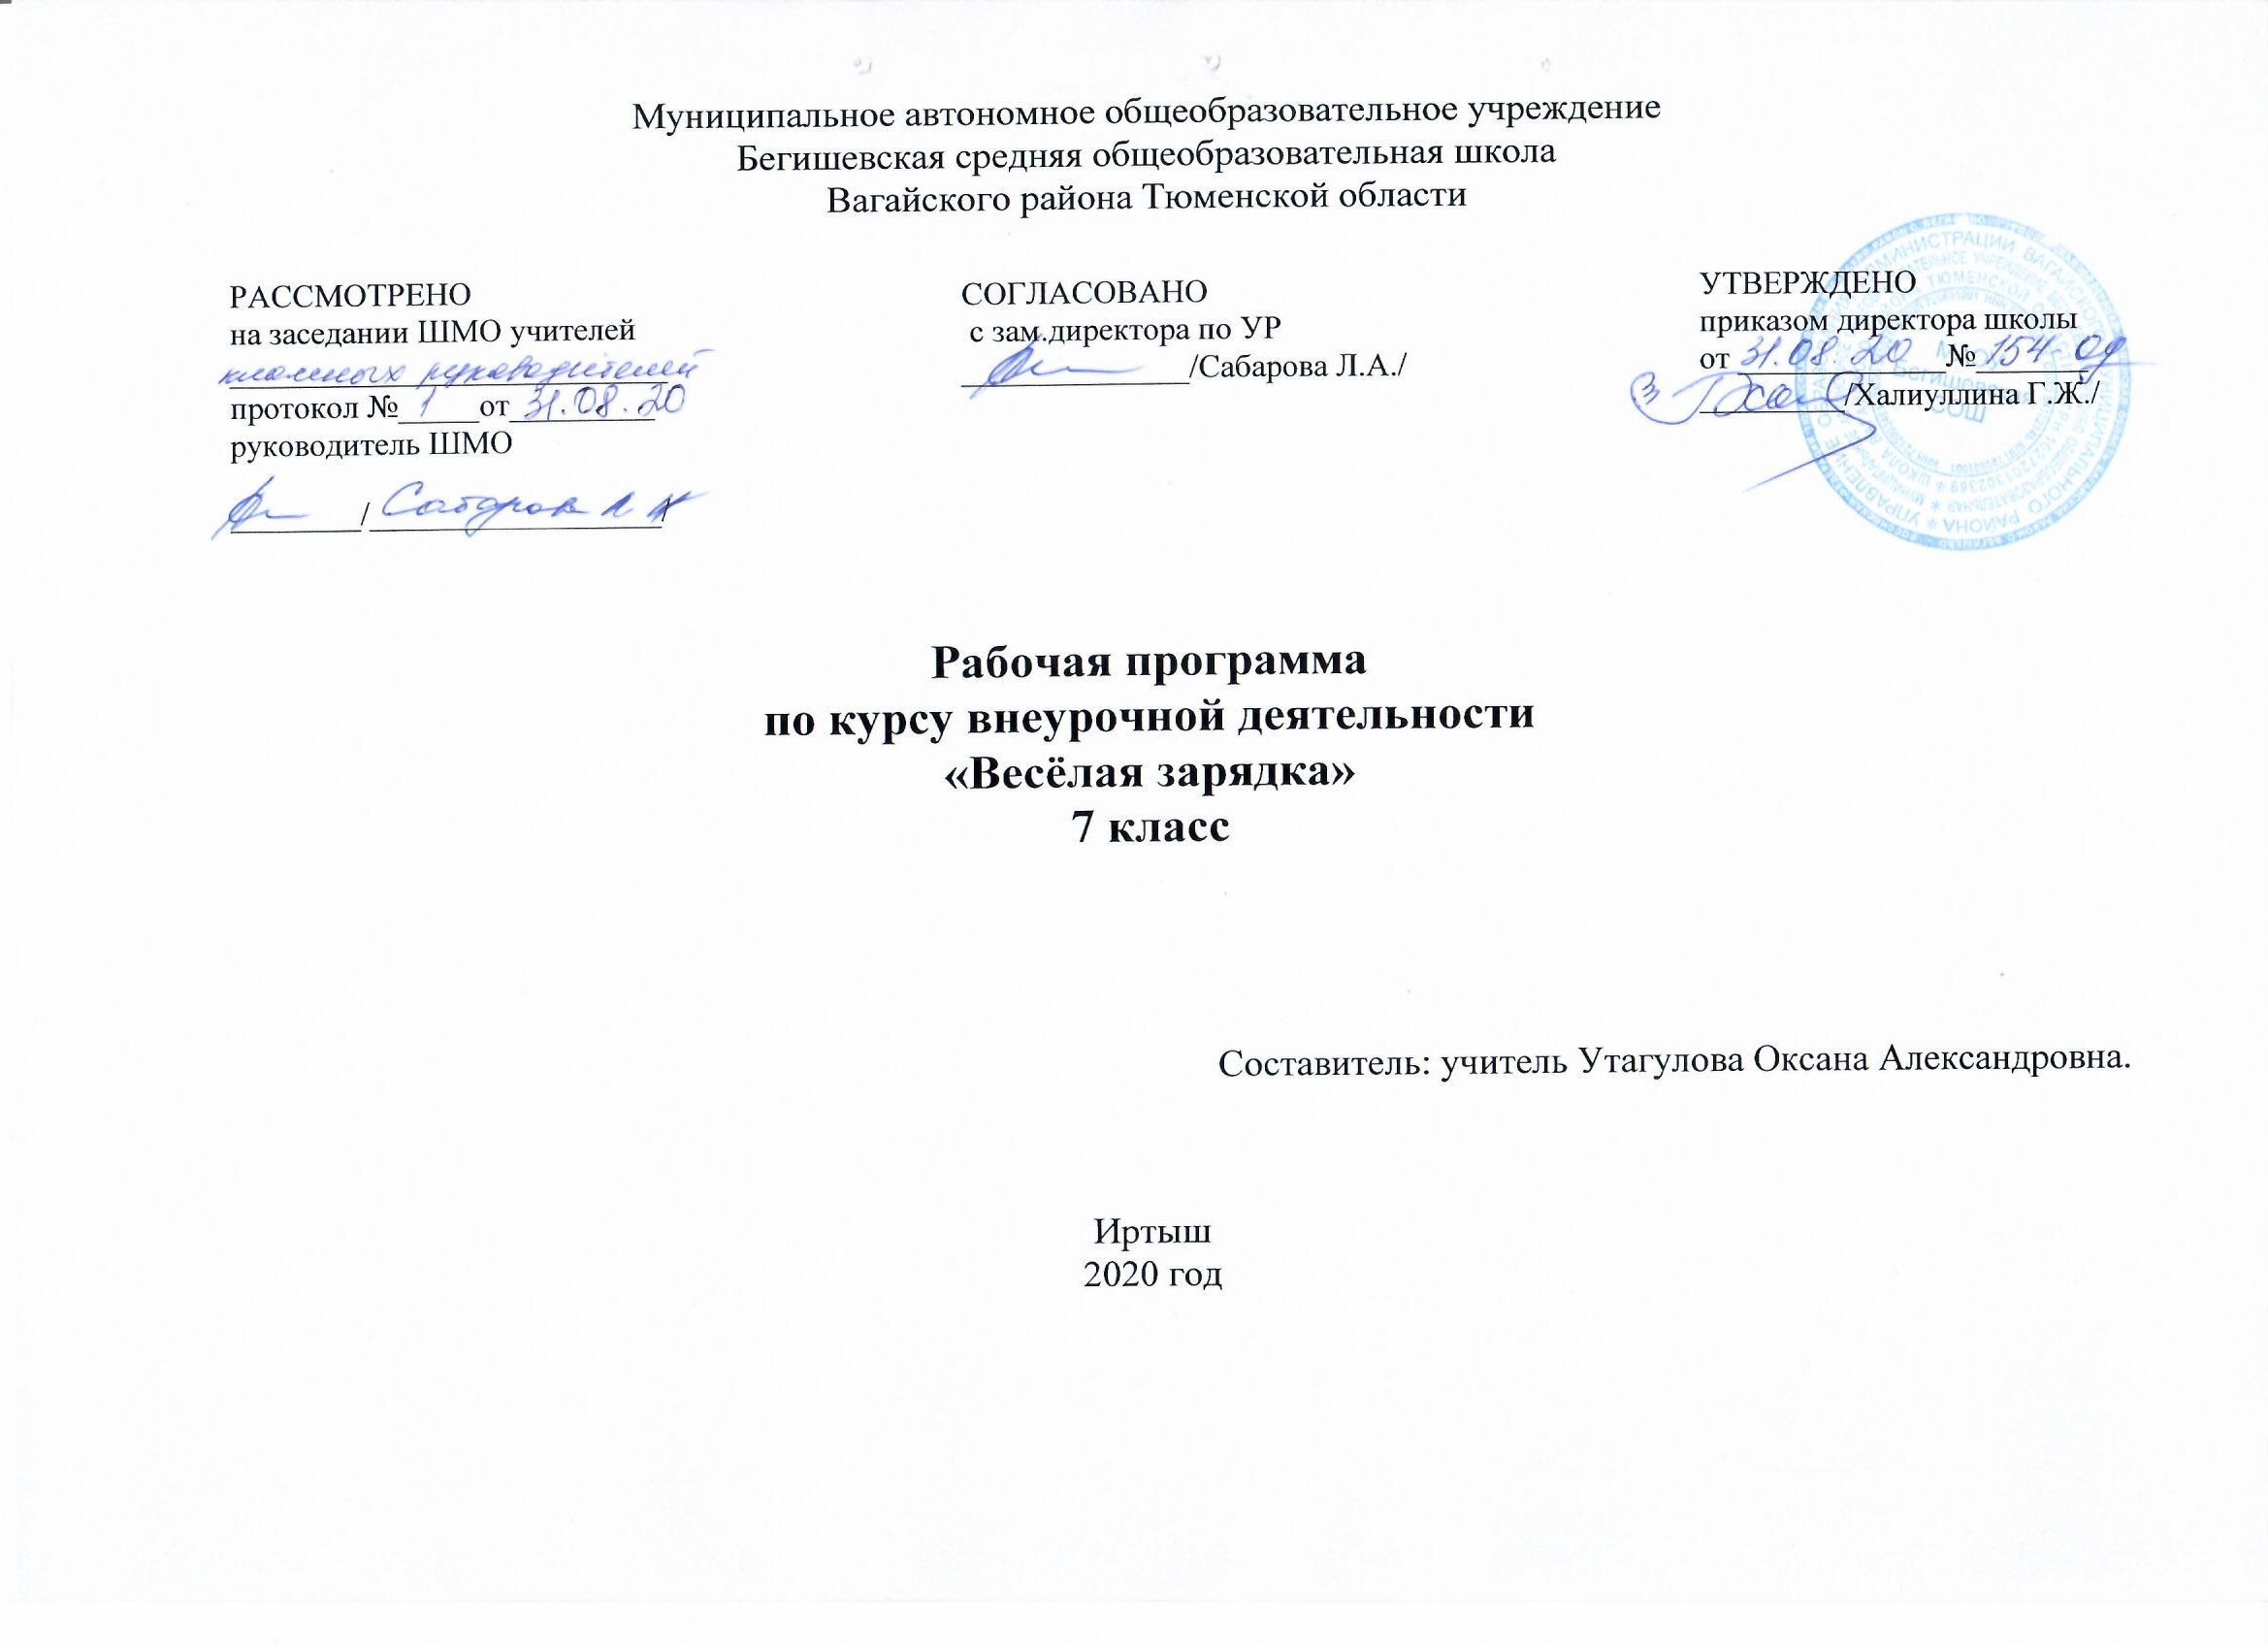 Муниципальное автономное общеобразовательное учреждение
Бегишевская средняя общеобразовательная школа
Вагайского района Тюменской области
РАССМОТРЕНО
на заседании ШМО учителей
классных руководителей
протокол № 1 от 31.08.20
руководитель ШМО
/ /
СОГЛАСОВАНО
с зам.директора по УР
/Сабарова Л.А./
УТВЕРЖДЕНО
приказом директора школы
от 31.08.20 № 154-од
/Халиуллина Г.Ж./
Рабочая программа
по курсу внеурочной деятельности
«Весёлая зарядка»
7 класс
Составитель: учитель Утагулова Оксана Александровна.
Иртыш
2020 год